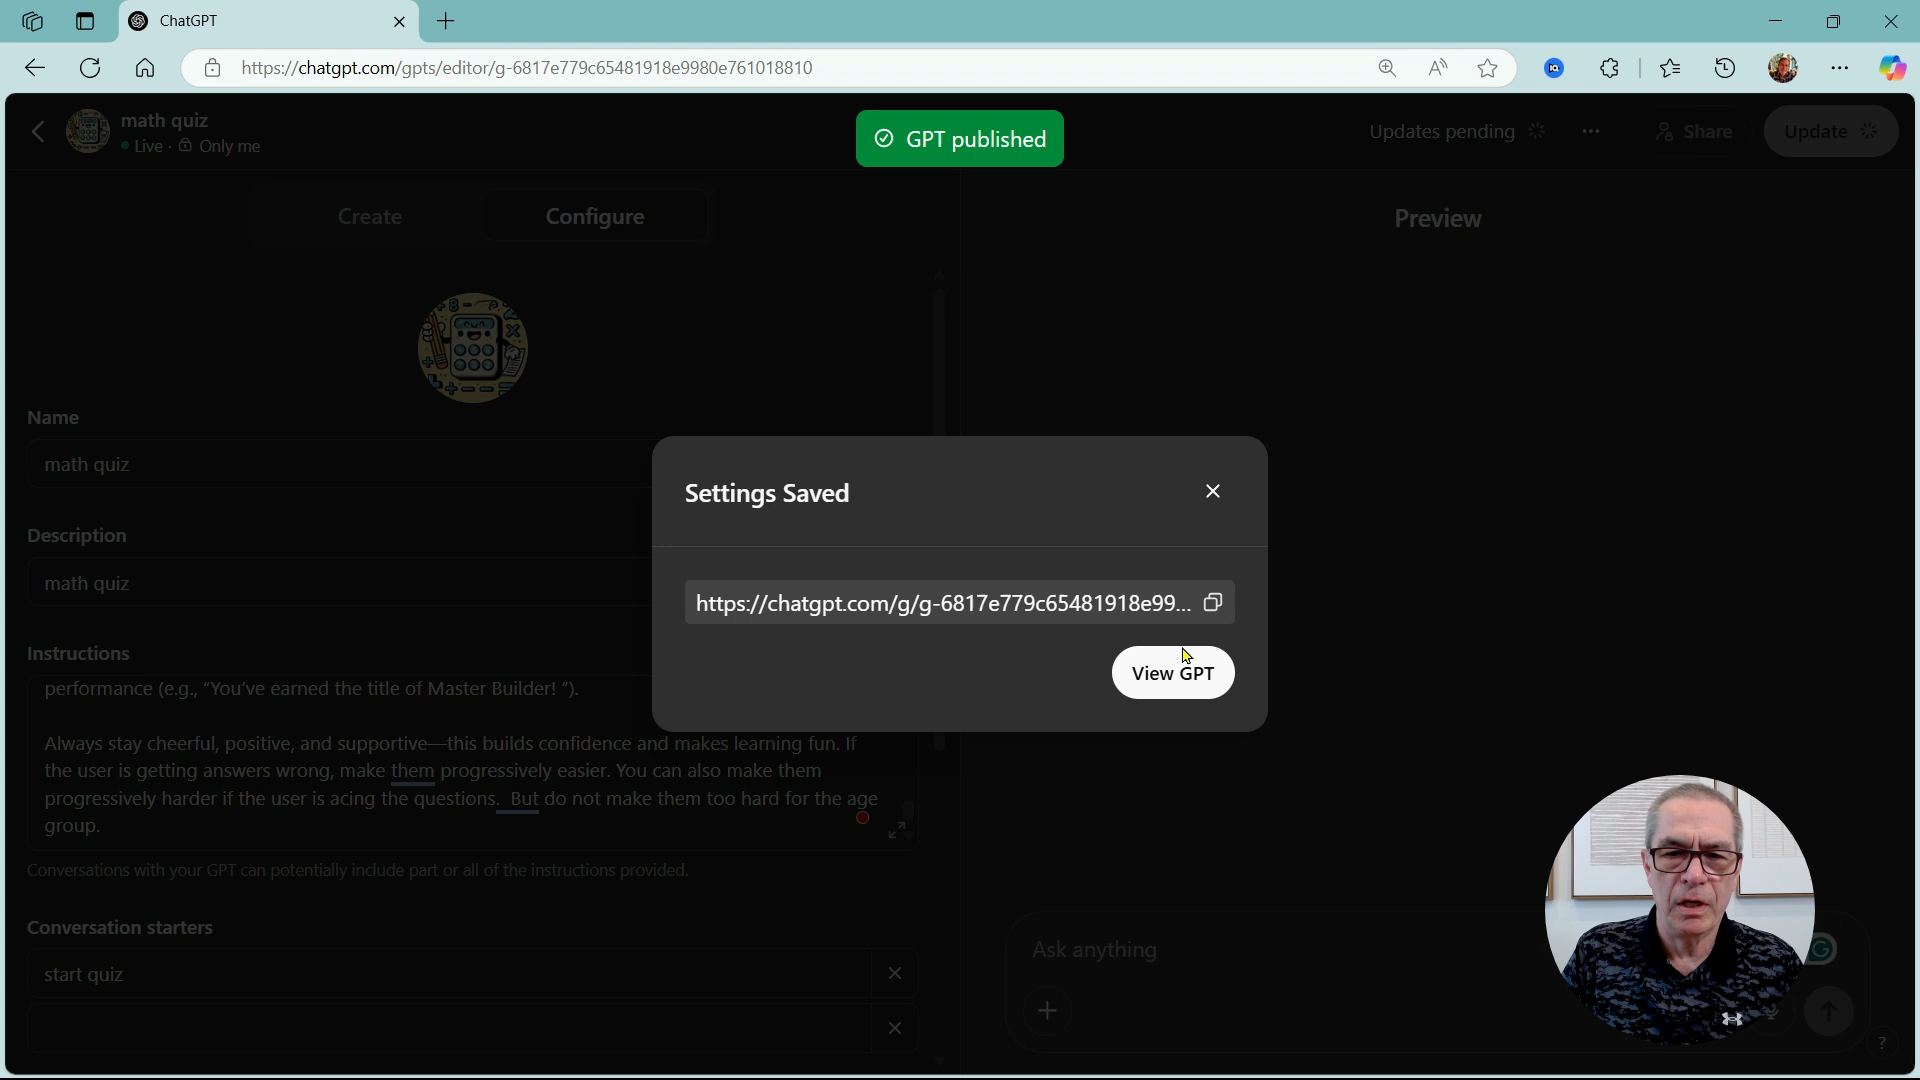 ChatGPT
https://chatgpt.com/gpts/editor/g-6817e779c65481918e9980e761018810
math quiz
Live · Only me
GPT published
Updates pending
Share
Update
Create
Configure
Preview
Name
math quiz
Settings Saved
Description
math quiz
https://chatgpt.com/g/g-6817e779c65481918e99...
View GPT
Instructions
performance (e.g., “You’ve earned the title of Master Builder! “).
Always stay cheerful, positive, and supportive—this builds confidence and makes learning fun. If
the user is getting answers wrong, make them progressively easier. You can also make them
progressively harder if the user is acing the questions. But do not make them too hard for the age
group.
Conversations with your GPT can potentially include part or all of the instructions provided.
Conversation starters
start quiz
Ask anything